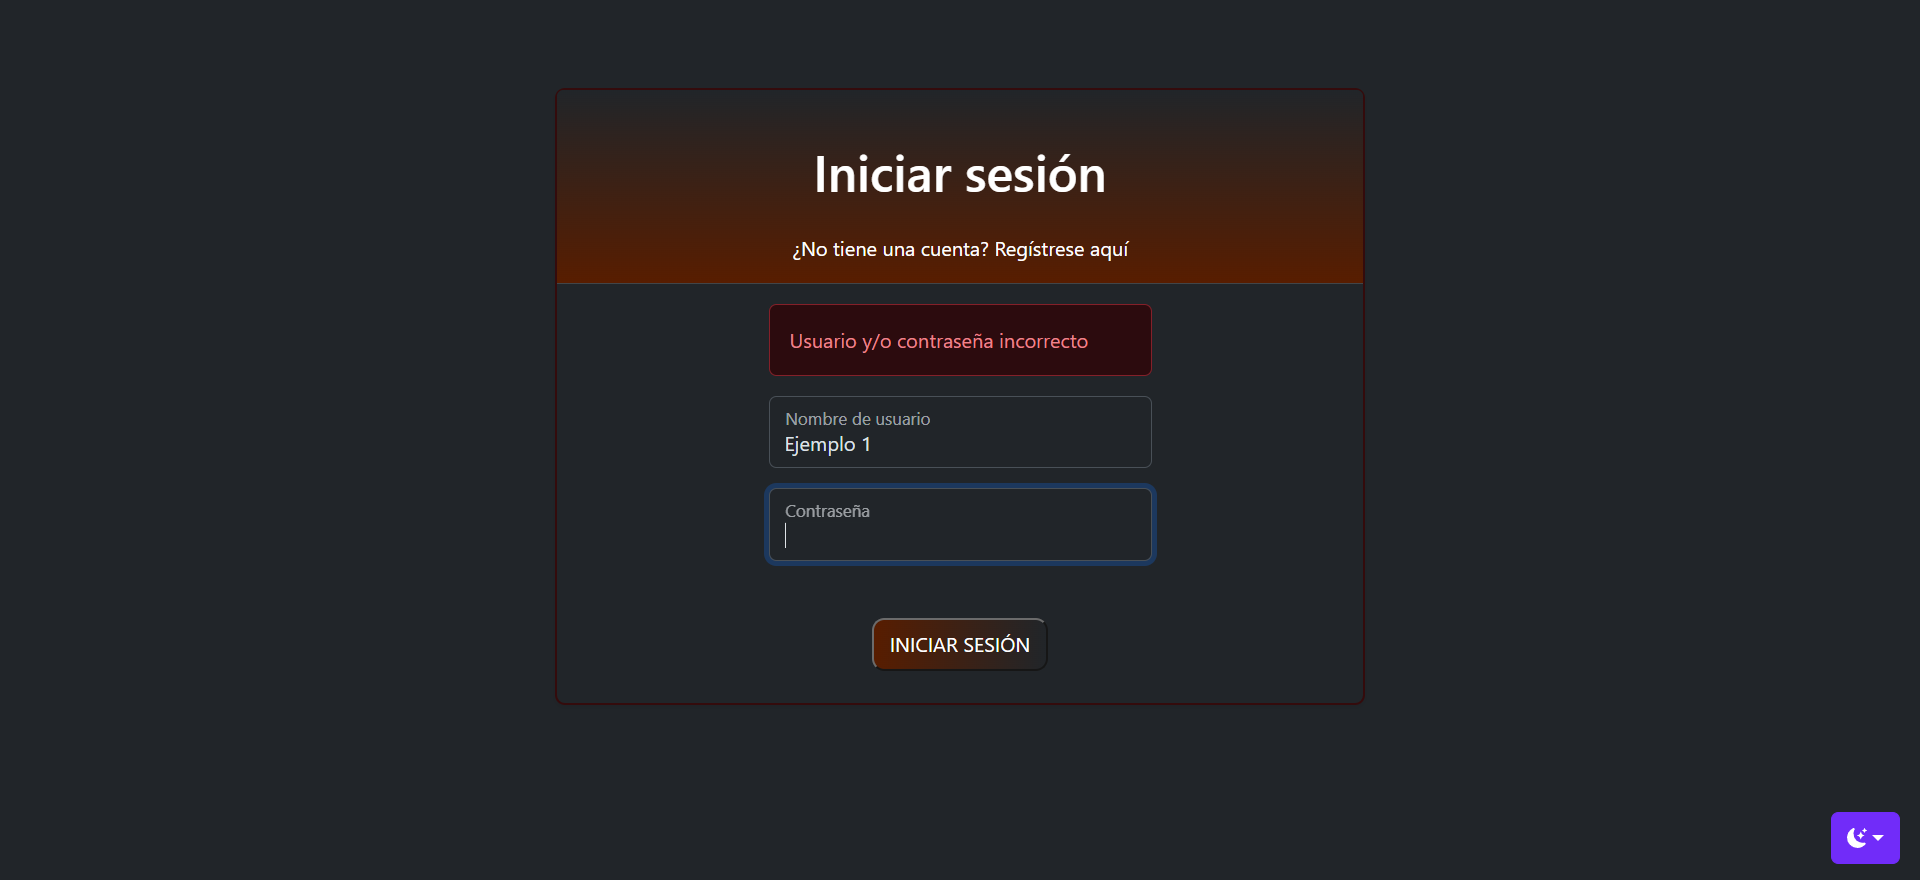 Iniciar sesión
¿No tiene una cuenta? Regístrese aquí
Usuario y/o contraseña incorrecto
Nombre de usuario
Ejemplo 1
Contraseña
INICIAR SESIÓN